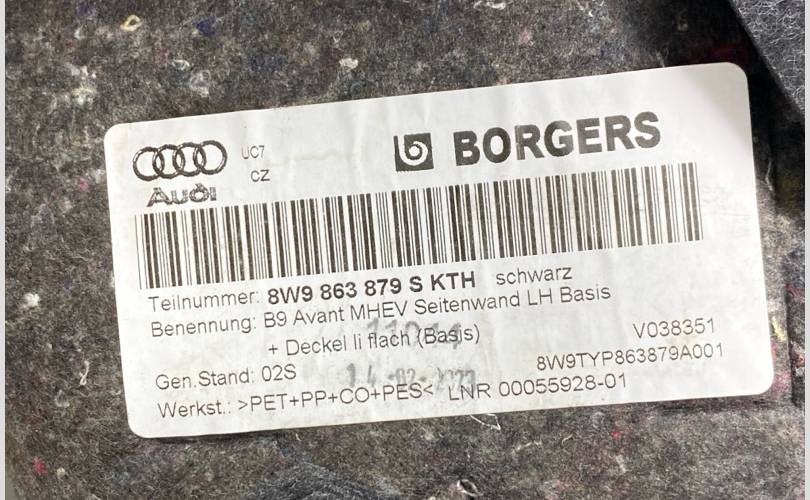 UC7
BORGERS
CZ
Audi
Teilnummer: 8W9 863 879 S KTH schwarz
Benennung: B9 Avant MHEV Seitenwand LH Basis
+ Deckel li flach (Basis)
V038351
Gen.Stand: 02S
8W9TYP863879A001
Werkst.: >PET+PP+CO+PES< LNR 00055928-01